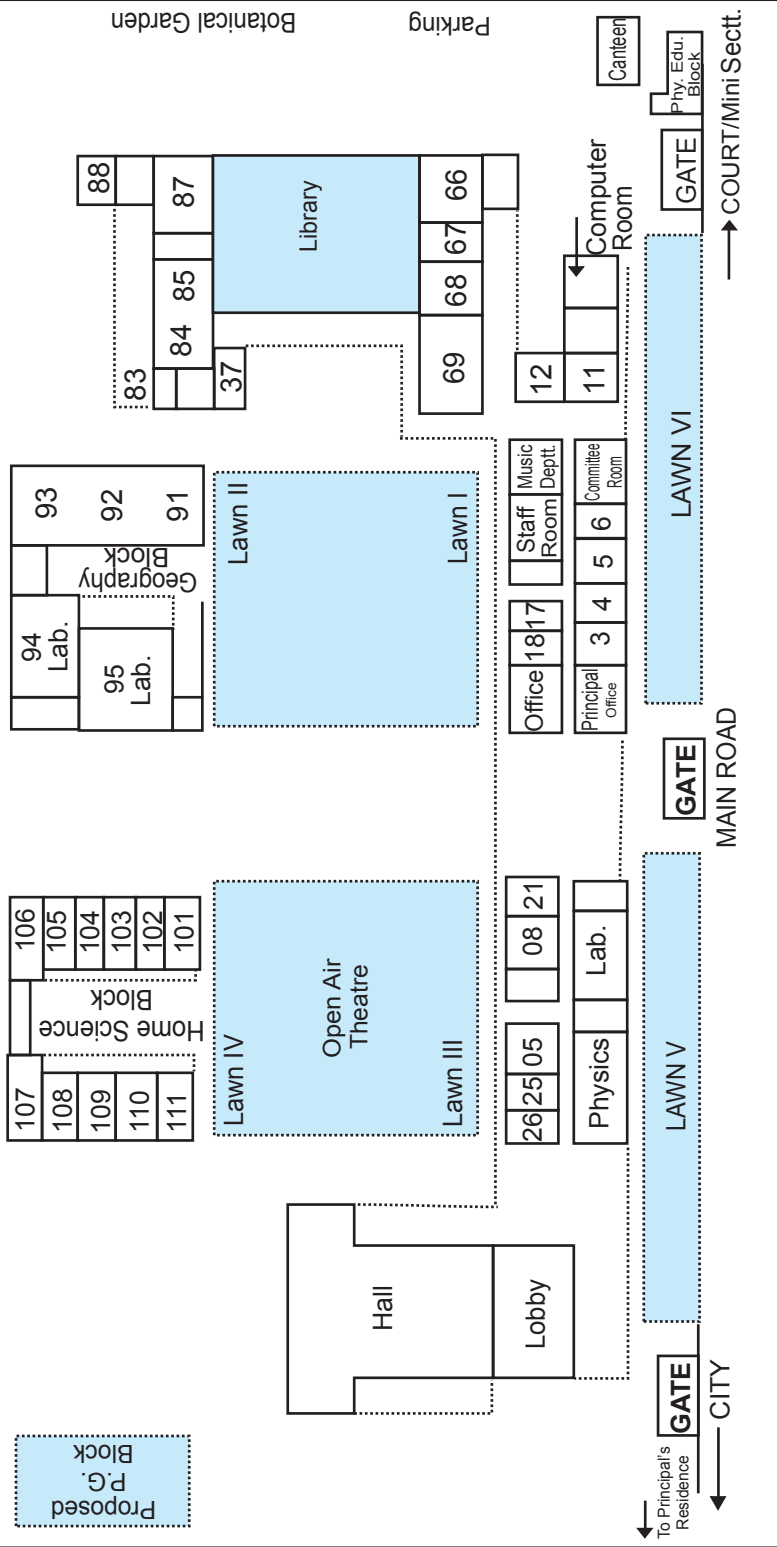 Proposed
P.G.
Block
107
108
109
110
111
Home Science
Block
106
105
104
103
102
101
94
Lab.
95
Lab.
Geography
Block
93
92
91
83
84
85
87
88
37
Botanical Garden
Parking
Lawn IV
Open Air
Theatre
Lawn III
Lawn II
Lawn I
Library
69
68
67
66
Hall
Lobby
26
25
05
08
21
Physics
Lab.
Office
18
17
Staff
Room
Music
Deptt.
Principal
Office
3
4
5
6
Committee
Room
12
11
Computer
Room
Canteen
Phy. Edu.
Block
To Principal's
Residence
GATE
CITY
LAWN V
GATE
MAIN ROAD
LAWN VI
GATE
COURT/Mini Sectt.